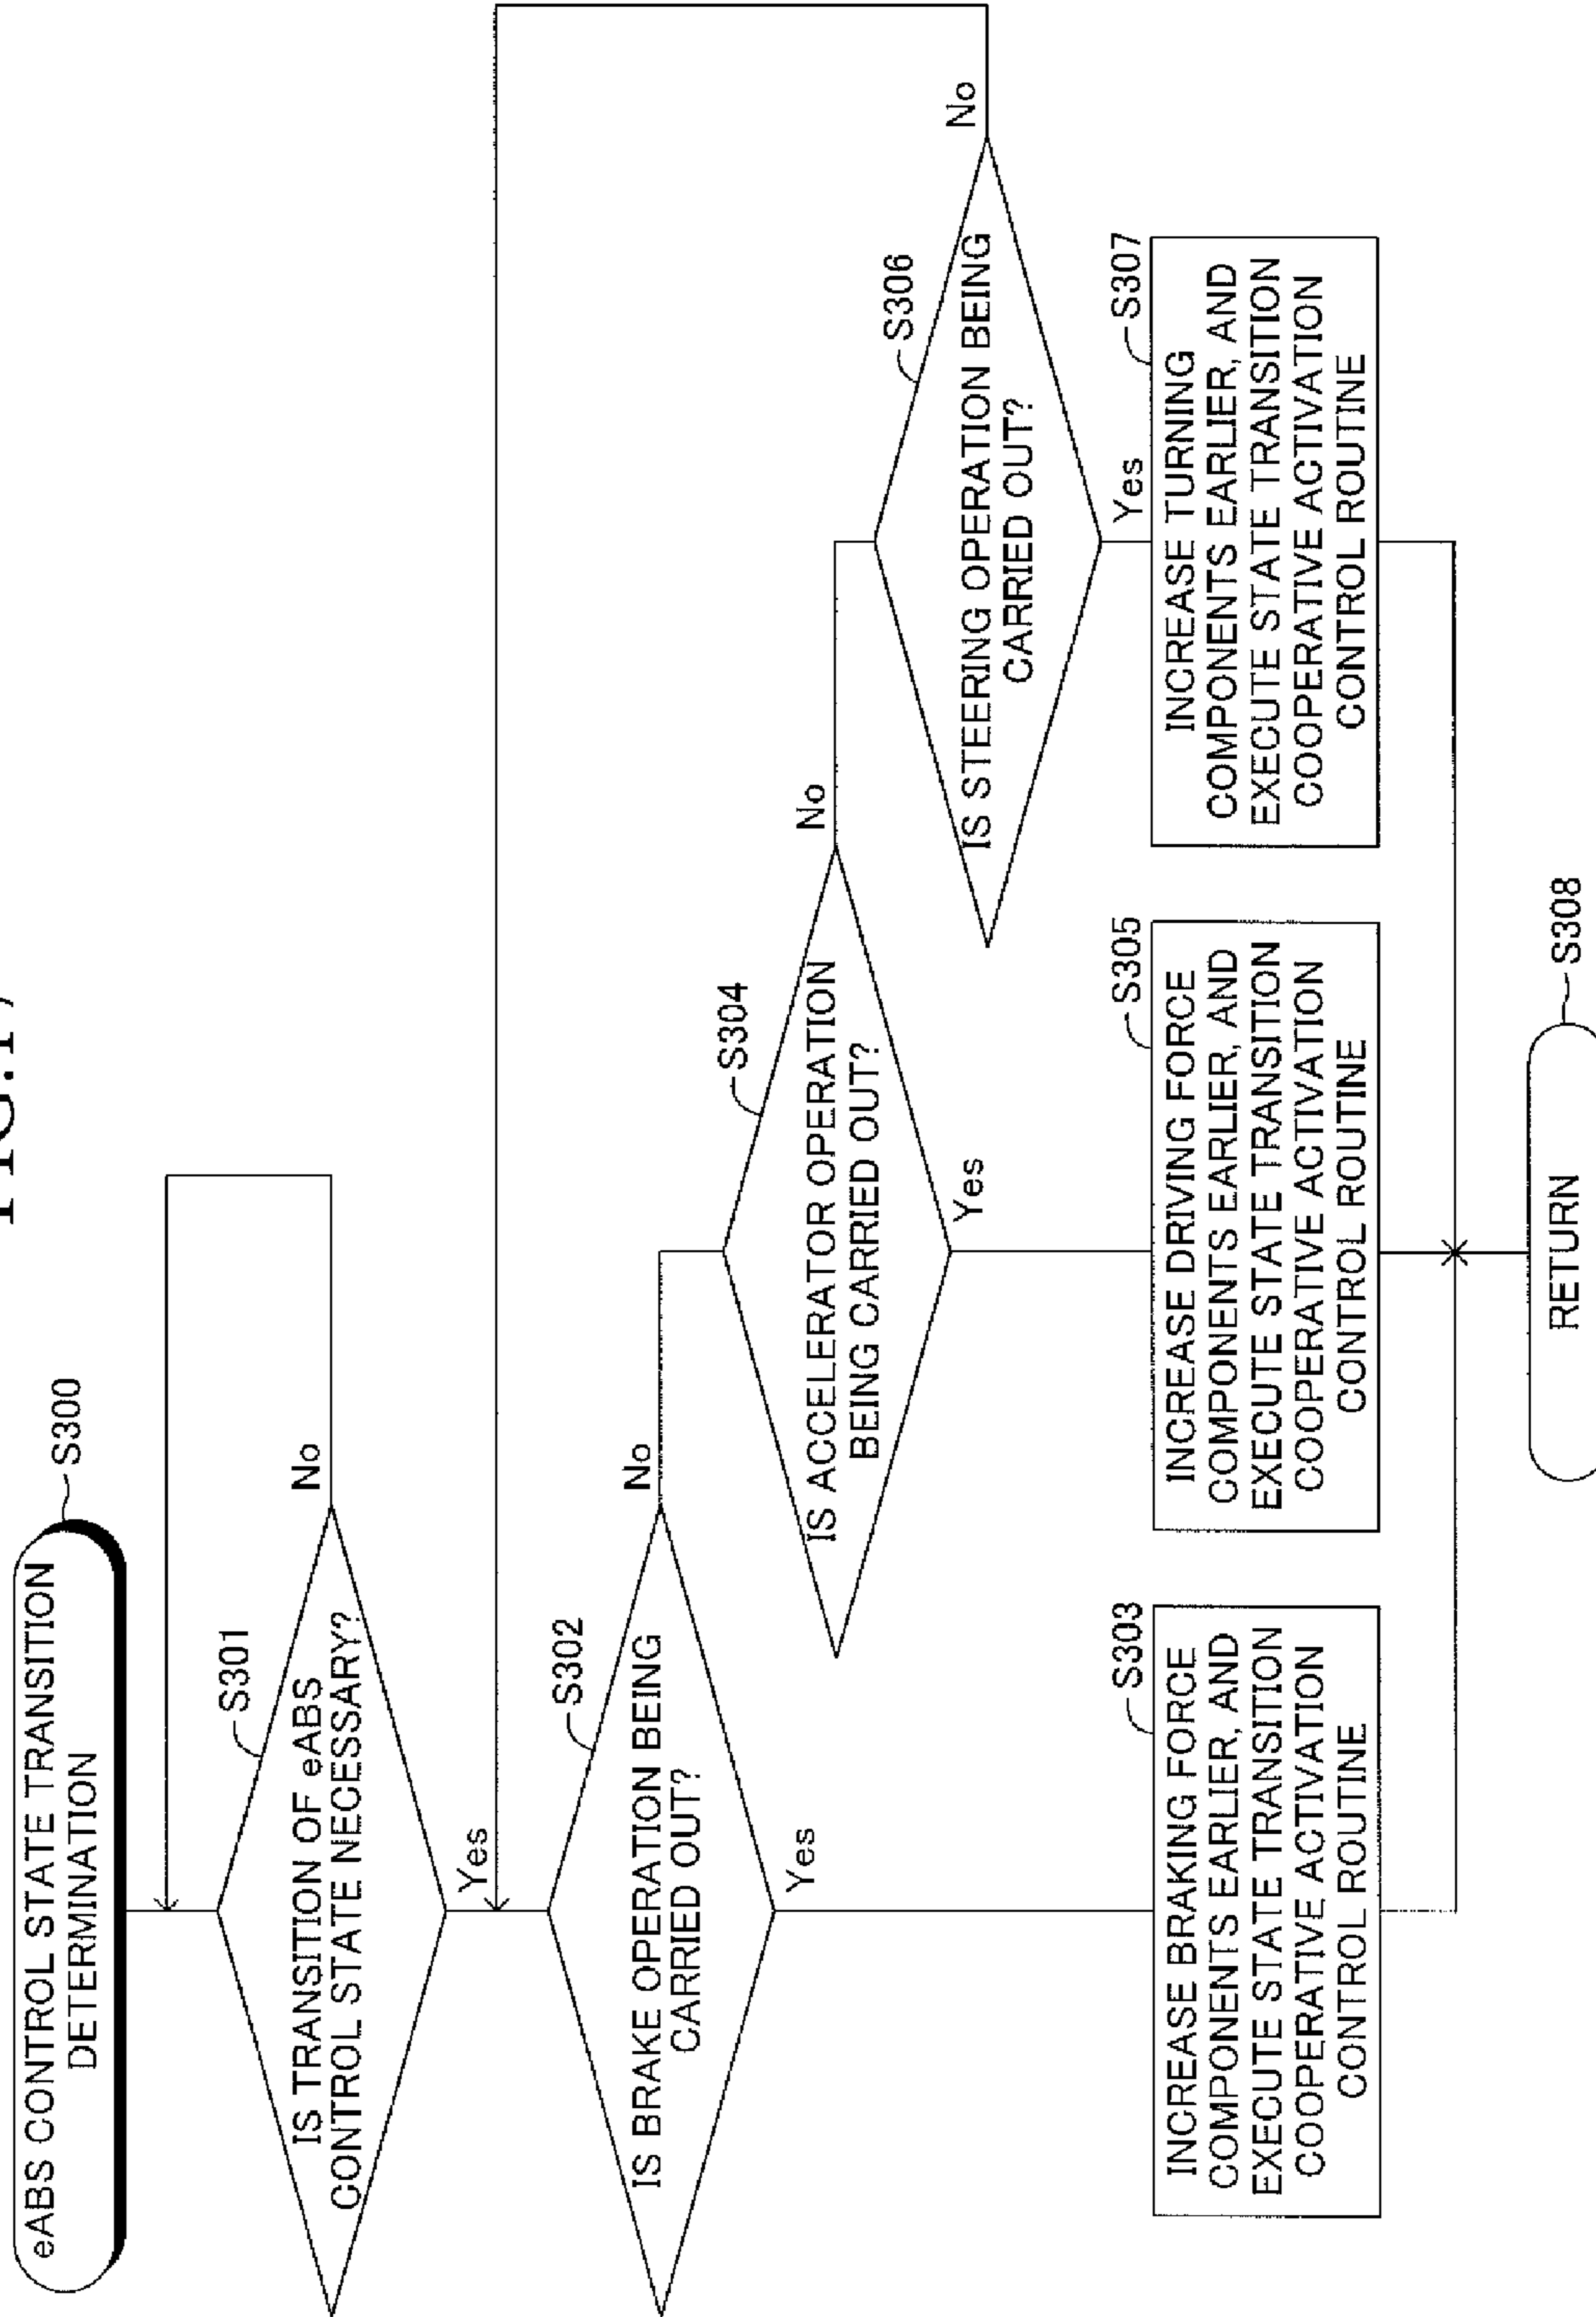 FIG. 17
eABS CONTROL STATE TRANSITION
DETERMINATION
S300
S301
IS TRANSITION OF eABS
CONTROL STATE NECESSARY?
No
Yes
S302
IS BRAKE OPERATION BEING
CARRIED OUT?
No
Yes
S303
INCREASE BRAKING FORCE
COMPONENTS EARLIER, AND
EXECUTE STATE TRANSITION
COOPERATIVE ACTIVATION
CONTROL ROUTINE
S304
IS ACCELERATOR OPERATION
BEING CARRIED OUT?
No
Yes
S305
INCREASE DRIVING FORCE
COMPONENTS EARLIER, AND
EXECUTE STATE TRANSITION
COOPERATIVE ACTIVATION
CONTROL ROUTINE
S306
IS STEERING OPERATION BEING
CARRIED OUT?
No
Yes
S307
INCREASE TURNING
COMPONENTS EARLIER, AND
EXECUTE STATE TRANSITION
COOPERATIVE ACTIVATION
CONTROL ROUTINE
RETURN
S308